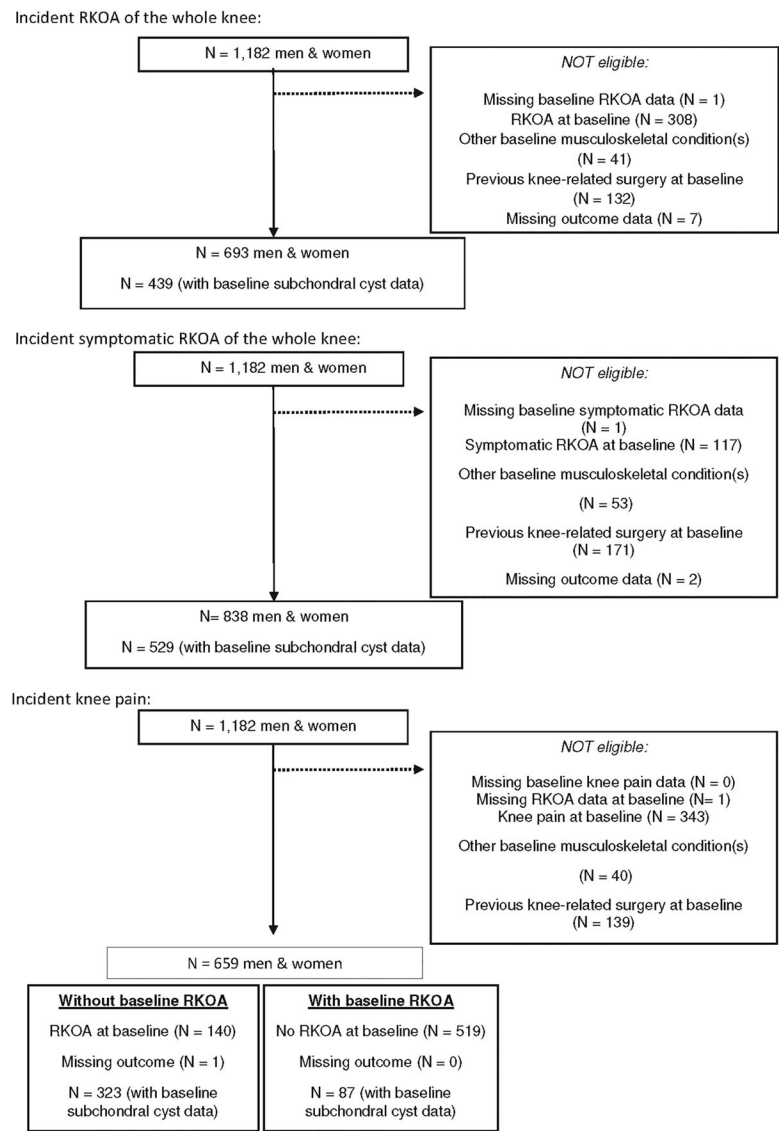 Incident RKOA of the whole knee:
N = 1,182 men & women
NOT eligible:
Missing baseline RKOA data (N = 1)
RKOA at baseline (N = 308)
Other baseline musculoskeletal condition(s)
(N = 41)
Previous knee-related surgery at baseline
(N = 132)
Missing outcome data (N = 7)
N = 693 men & women
N = 439 (with baseline subchondral cyst data)
Incident symptomatic RKOA of the whole knee:
N = 1,182 men & women
NOT eligible:
Missing baseline symptomatic RKOA data
(N = 1)
Symptomatic RKOA at baseline (N = 117)
Other baseline musculoskeletal condition(s)
(N = 53)
Previous knee-related surgery at baseline
(N = 171)
Missing outcome data (N = 2)
N= 838 men & women
N = 529 (with baseline subchondral cyst data)
Incident knee pain:
N = 1,182 men & women
NOT eligible:
Missing baseline knee pain data (N = 0)
Missing RKOA data at baseline (N= 1)
Knee pain at baseline (N = 343)
Other baseline musculoskeletal condition(s)
(N = 40)
Previous knee-related surgery at baseline
(N = 139)
N = 659 men & women
Without baseline RKOA
RKOA at baseline (N = 140)
Missing outcome (N = 1)
N = 323 (with baseline
subchondral cyst data)
With baseline RKOA
No RKOA at baseline (N = 519)
Missing outcome (N = 0)
N = 87 (with baseline
subchondral cyst data)